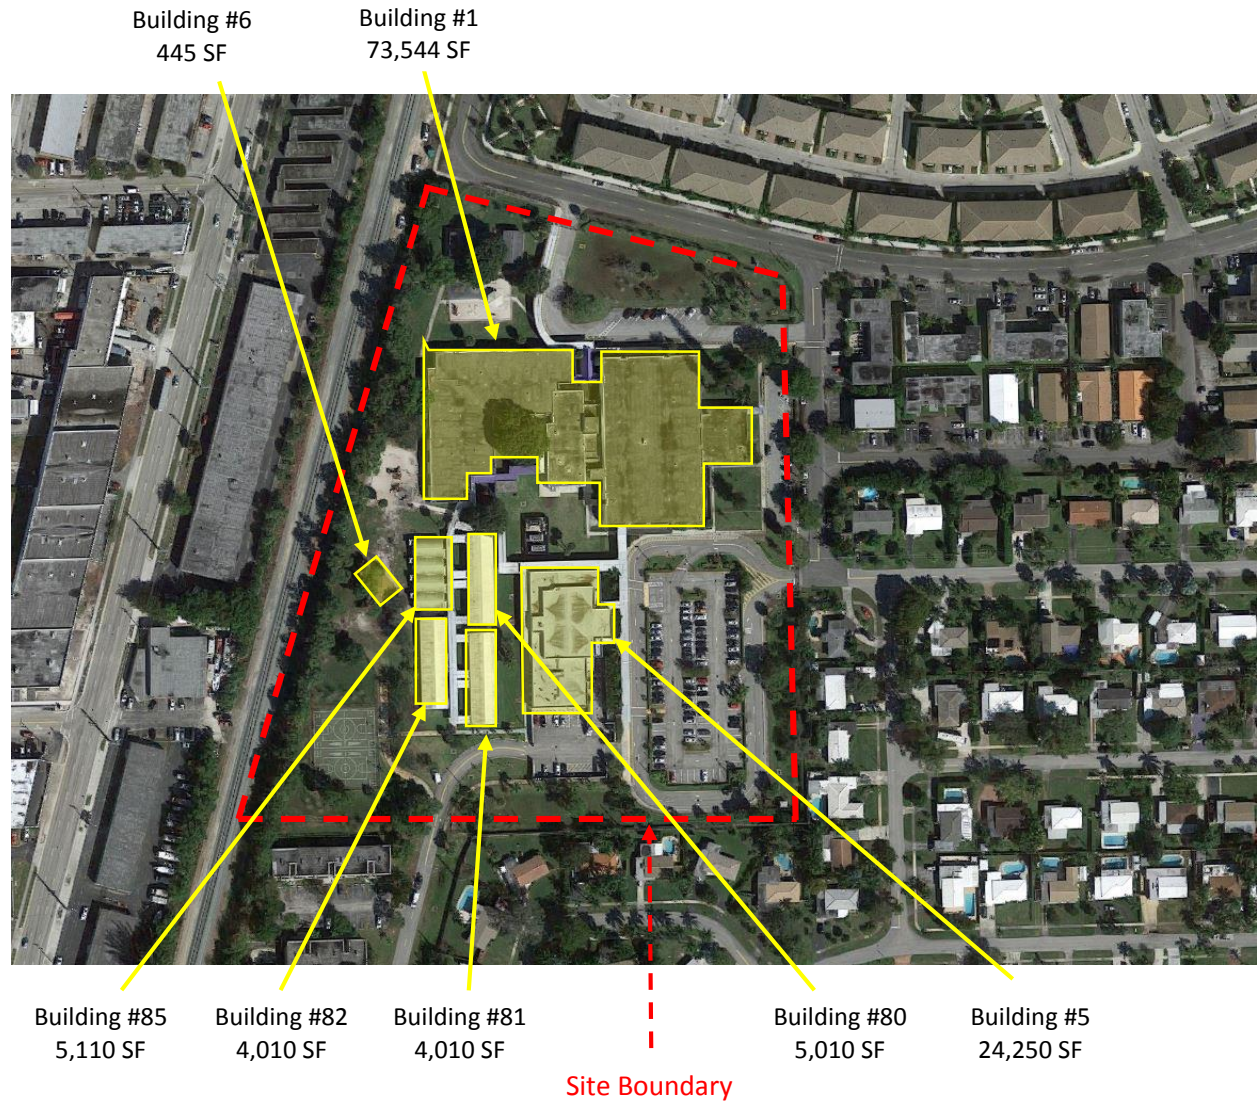 Building #6
445 SF
Building #1
73,544 SF
Building #85
5,110 SF
Building #82
4,010 SF
Building #81
4,010 SF
Building #80
5,010 SF
Building #5
24,250 SF
Site Boundary